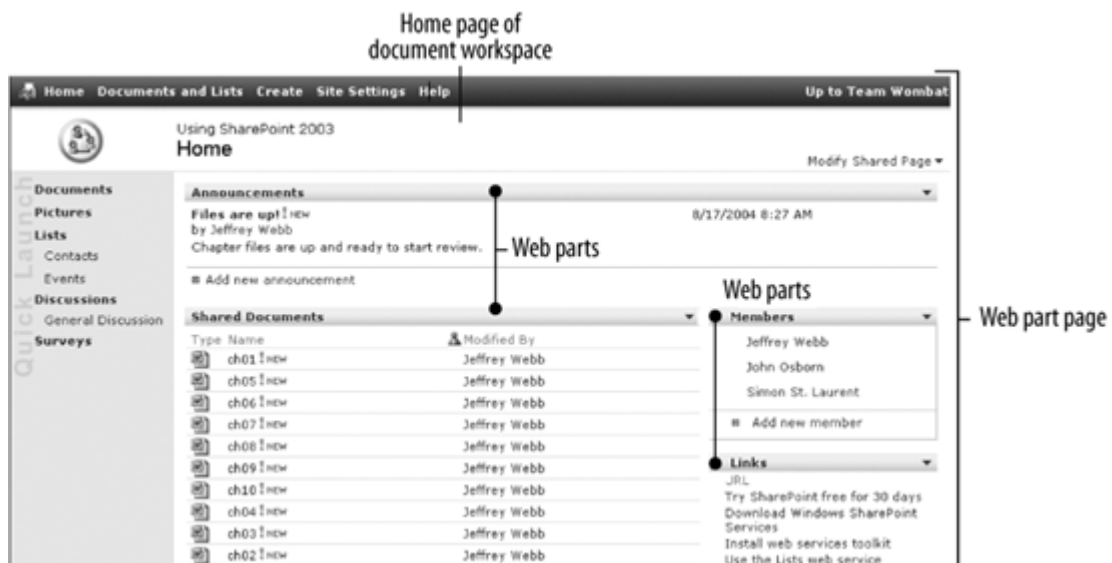 Home page of
document workspace
Home Documents and Lists Create Site Settings Help Up to Team Wombat
Using SharePoint 2003
Home
Modify Shared Page
Quick Launch
Documents
Pictures
Lists
Contacts
Events
Discussions
General Discussion
Surveys
Announcements
Files are up! ! NEW 8/17/2004 8:27 AM
by Jeffrey Webb
Chapter files are up and ready to start review.
Add new announcement
Web parts
Shared Documents
Type Name Modified By
ch01 ! NEW Jeffrey Webb
ch05 ! NEW Jeffrey Webb
ch06 ! NEW Jeffrey Webb
ch07 ! NEW Jeffrey Webb
ch08 ! NEW Jeffrey Webb
ch09 ! NEW Jeffrey Webb
ch10 ! NEW Jeffrey Webb
ch04 ! NEW Jeffrey Webb
ch03 ! NEW Jeffrey Webb
ch02 ! NEW Jeffrey Webb
Web parts
Members
Jeffrey Webb
John Osborn
Simon St. Laurent
Add new member
Links
URL
Try SharePoint free for 30 days
Download Windows SharePoint
Services
Install web services toolkit
Use the Lists web service
Web part page